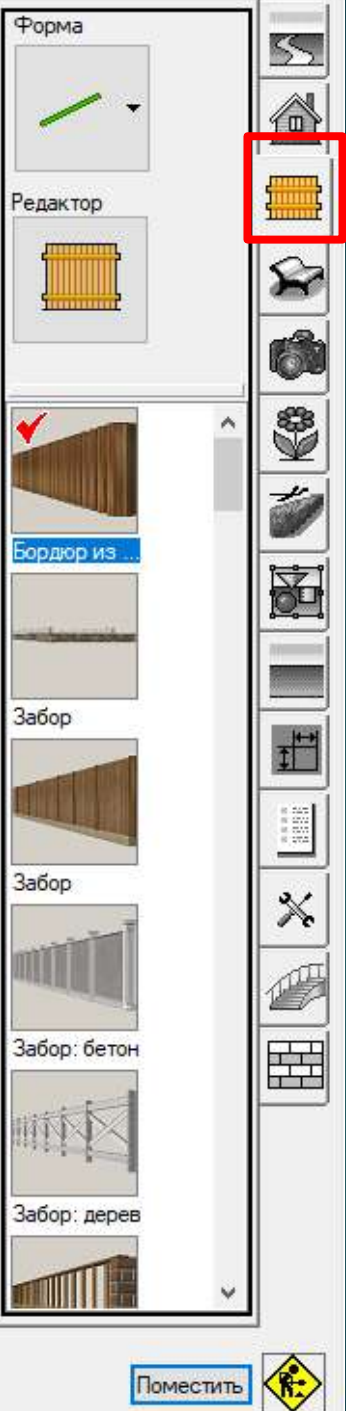 Форма
Редактор
Бордюр из ...
Забор
Забор
Забор: бетон
Забор: дерев
Поместить